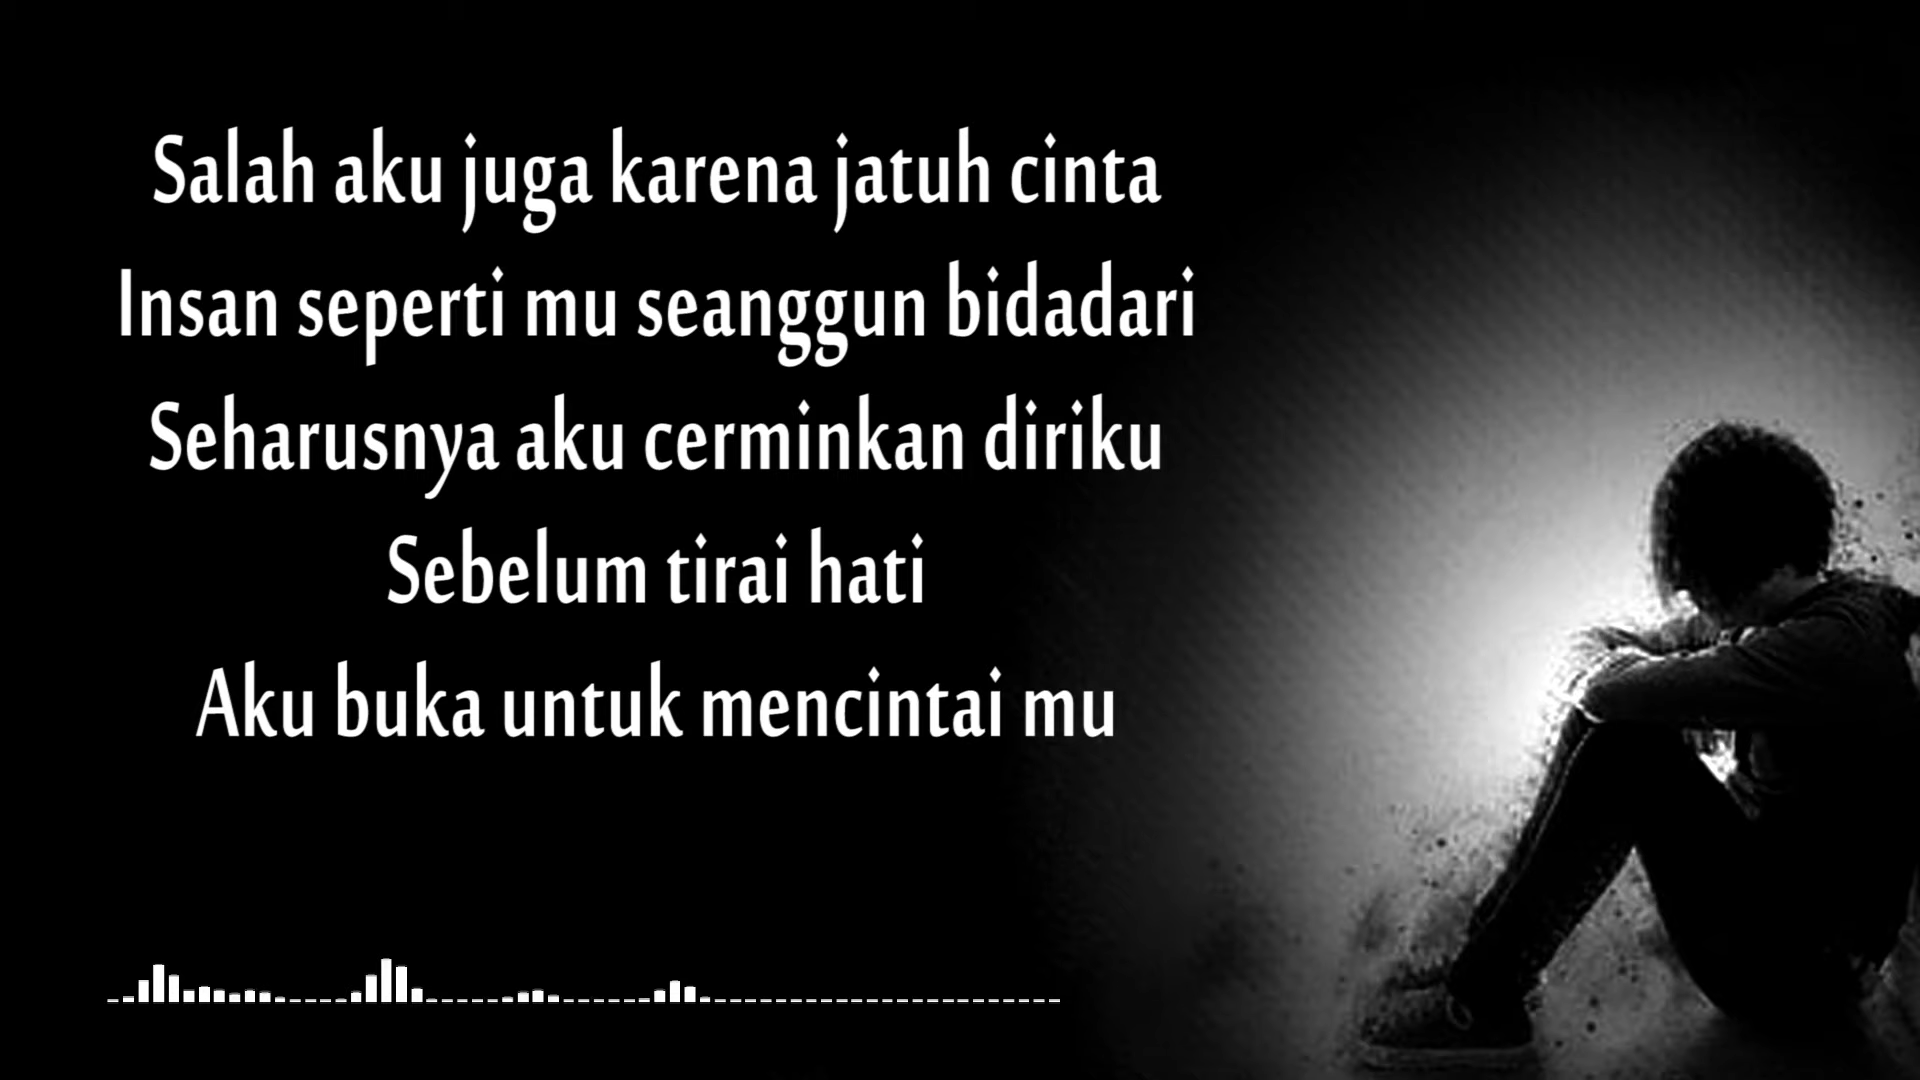 Salah aku juga karena jatuh cinta
Insan seperti mu seanggun bidadari
Seharusnya aku cerminkan diriku
Sebelum tirai hati
Aku buka untuk mencintai mu